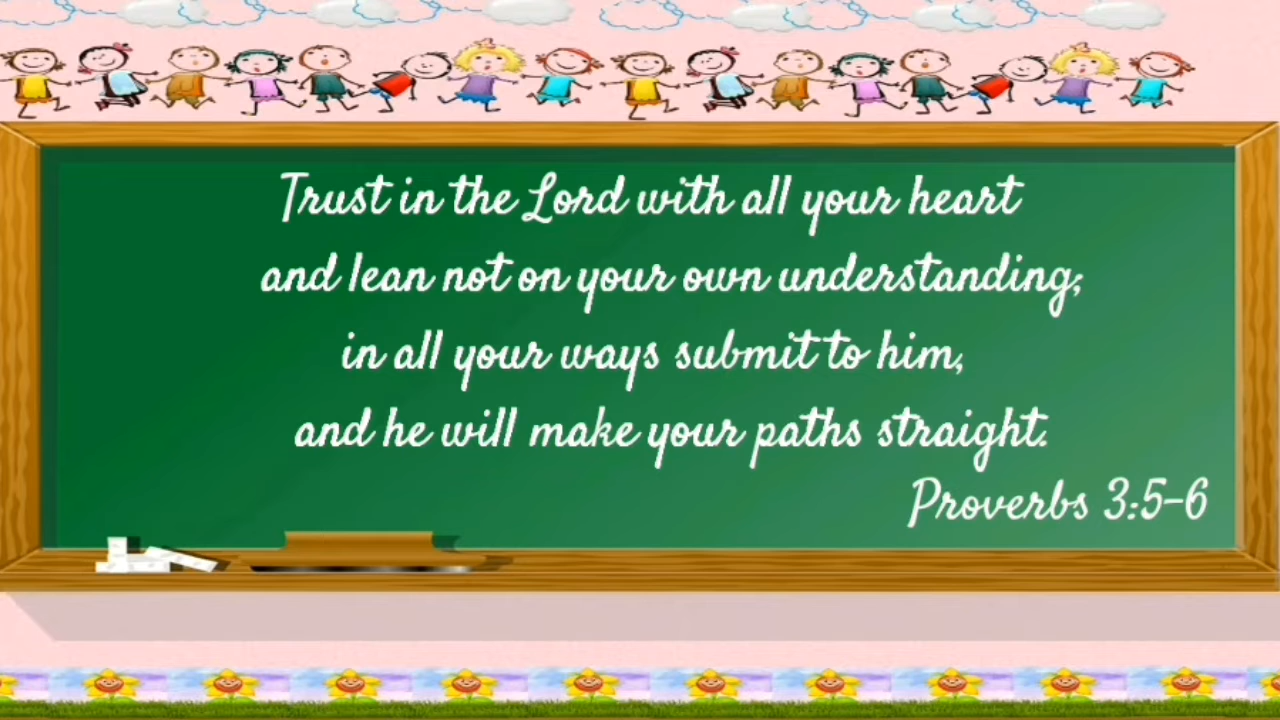 Trust in the Lord with all your heart
and lean not on your own understanding;
in all your ways submit to him,
and he will make your paths straight.
Proverbs 3:5-6